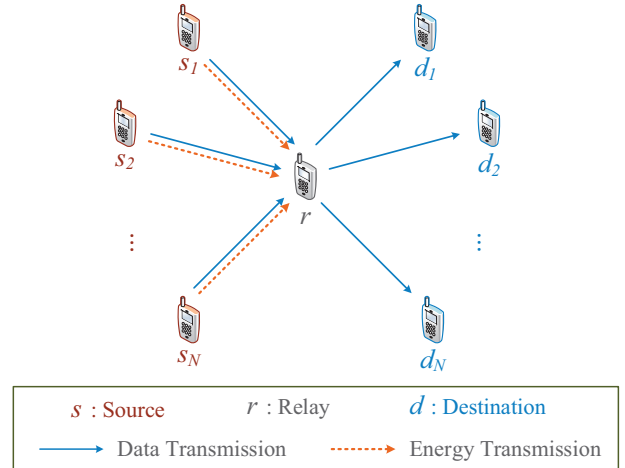 s1
d1
s2
d2
r
⋮ ⋮
sN
dN
s : Source r : Relay d : Destination
Data Transmission Energy Transmission